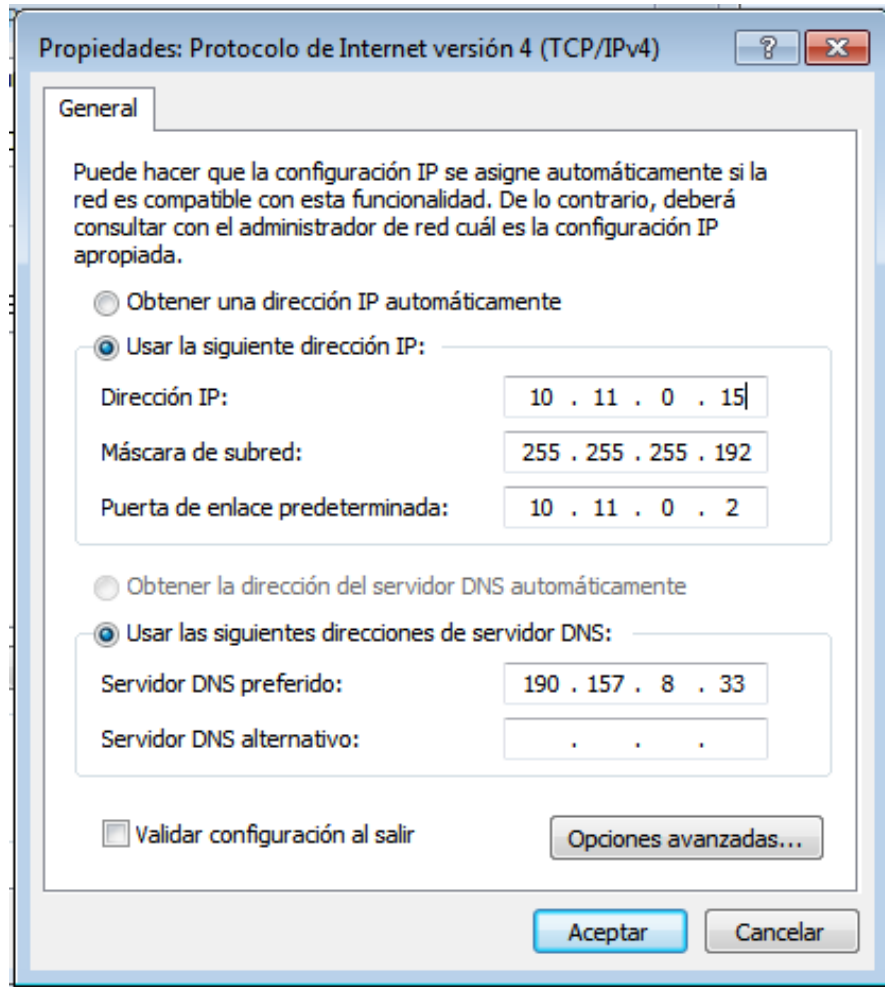 Propiedades: Protocolo de Internet versión 4 (TCP/IPv4)
General
Puede hacer que la configuración IP se asigne automáticamente si la
red es compatible con esta funcionalidad. De lo contrario, deberá
consultar con el administrador de red cuál es la configuración IP
apropiada.
Obtener una dirección IP automáticamente
Usar la siguiente dirección IP:
Dirección IP: 10 . 11 . 0 . 15
Máscara de subred: 255 . 255 . 255 . 192
Puerta de enlace predeterminada: 10 . 11 . 0 . 2
Obtener la dirección del servidor DNS automáticamente
Usar las siguientes direcciones de servidor DNS:
Servidor DNS preferido: 190 . 157 . 8 . 33
Servidor DNS alternativo: . . .
Validar configuración al salir
Opciones avanzadas...
Aceptar Cancelar